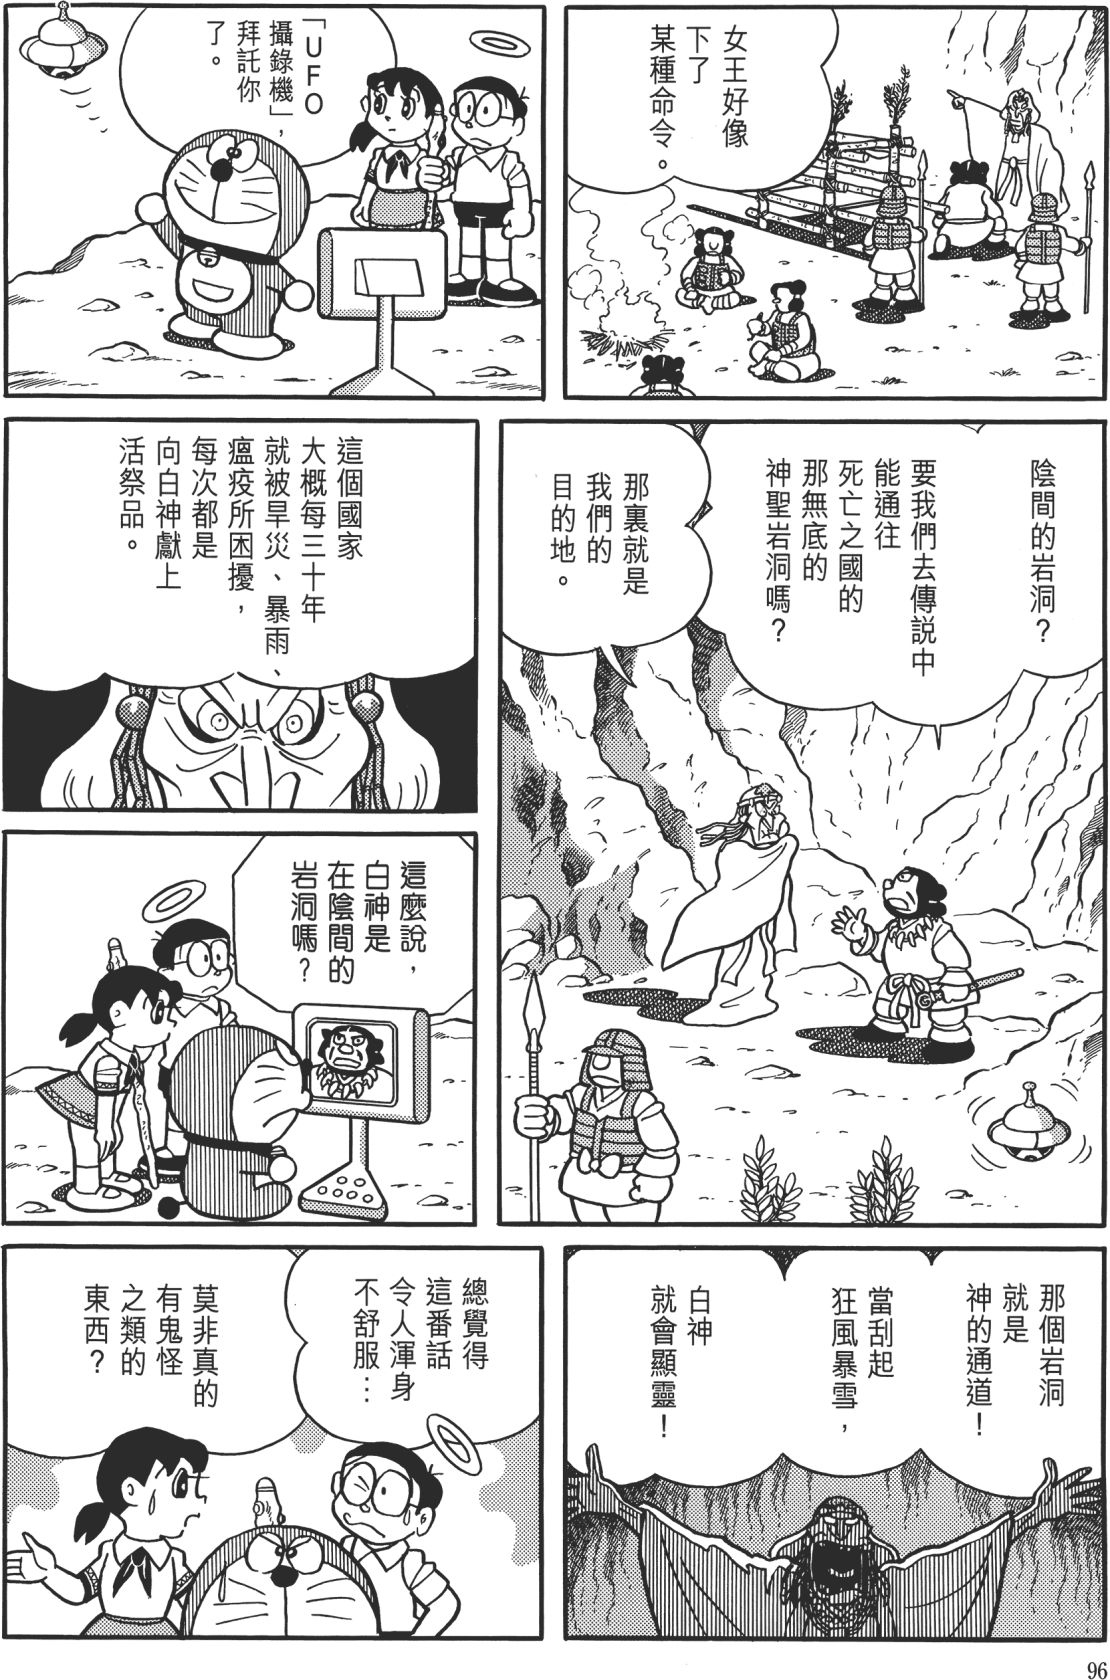 女王好像
下了
某種命令。
「UFO
攝錄機」,
拜託你
了。
陰間的岩洞?
要我們去傳說中
能通往
死亡之國的
那無底的
神聖岩洞嗎?
那裏就是
我們的
目的地。
這個國家
大概每三十年
就被旱災、暴雨、
瘟疫所困擾,
每次都是
向白神獻上
活祭品。
這麼說,
白神是
在陰間的
岩洞嗎?
那個岩洞
就是
神的通道!
當刮起
狂風暴雪,
白神
就會顯靈!
總覺得
這番話
令人渾身
不舒服…
莫非真的
有鬼怪
之類的
東西?
96